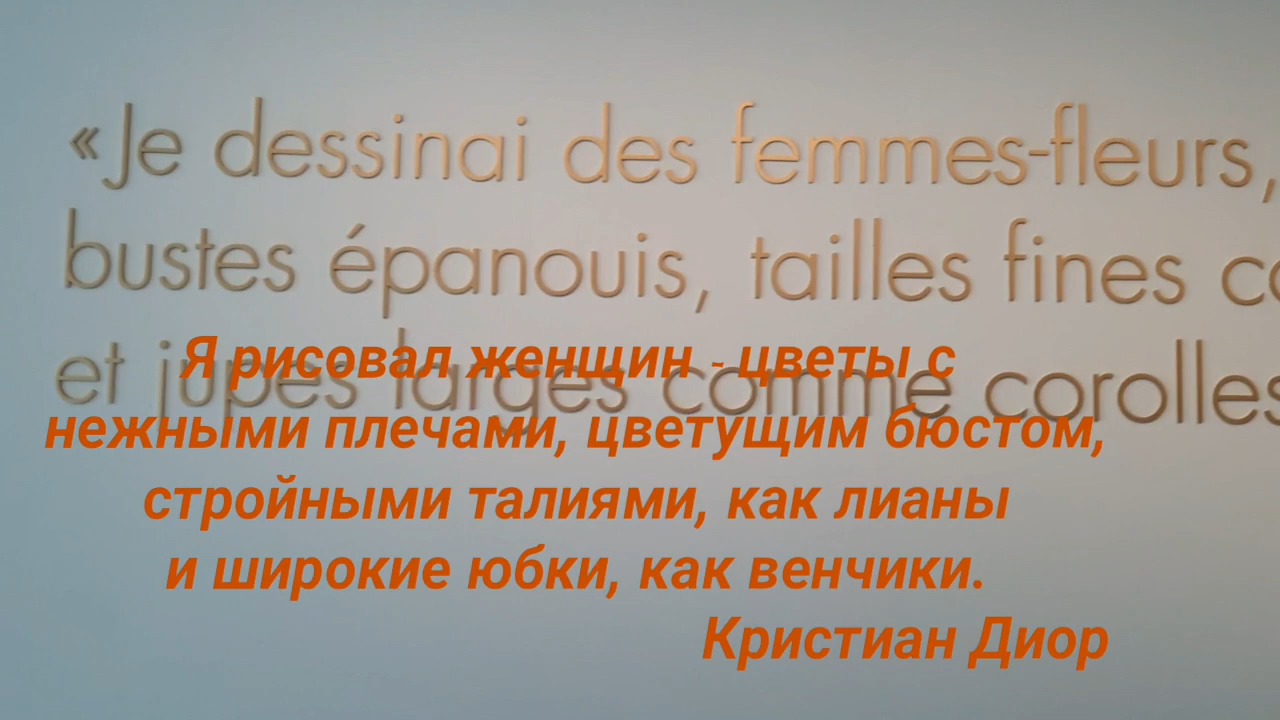 «Je dessinai des femmes-fleurs,
bustes épanouis, tailles fines
et jupes larges comme corolles
Я рисовал женщин - цветы с
нежными плечами, цветущим бюстом,
стройными талиями, как лианы
и широкие юбки, как венчики.
Кристиан Диор